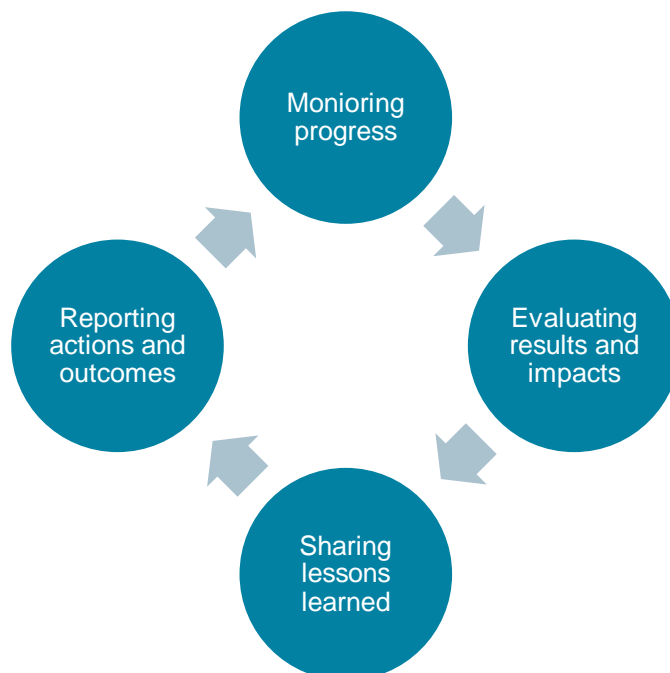 Monioring
progress
Evaluating
results and
impacts
Sharing
lessons
learned
Reporting
actions and
outcomes